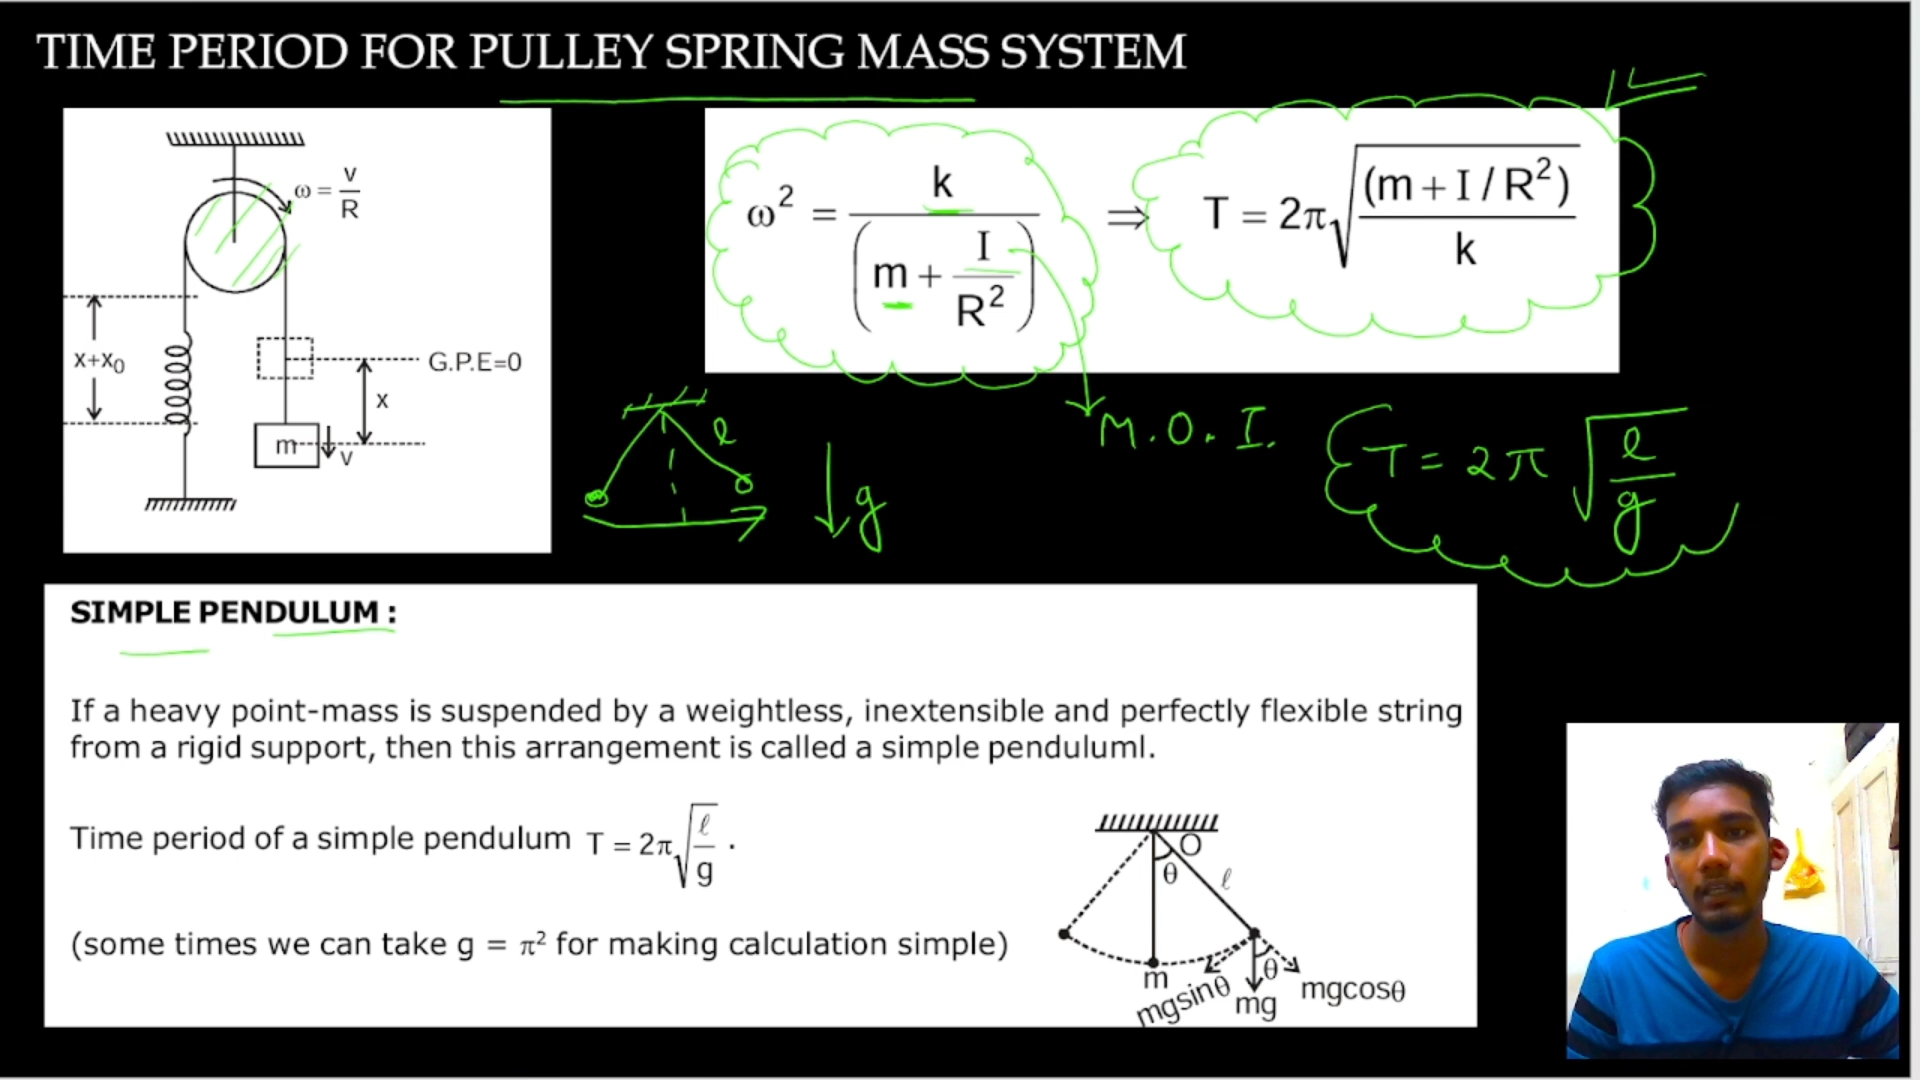 TIME PERIOD FOR PULLEY SPRING MASS SYSTEM
ω = v/R
x+x₀
G.P.E=0
x
m
v
ω² = k / (m + I/R²) ⇒ T = 2π√((m + I / R²)/k)
M.O.I.
ℓ
g
T = 2π√(ℓ/g)
SIMPLE PENDULUM :
If a heavy point-mass is suspended by a weightless, inextensible and perfectly flexible string
from a rigid support, then this arrangement is called a simple penduluml.
Time period of a simple pendulum T = 2π√(ℓ/g) .
(some times we can take g = π² for making calculation simple)
O
θ
ℓ
m
θ
mgsinθ
mg
mgcosθ